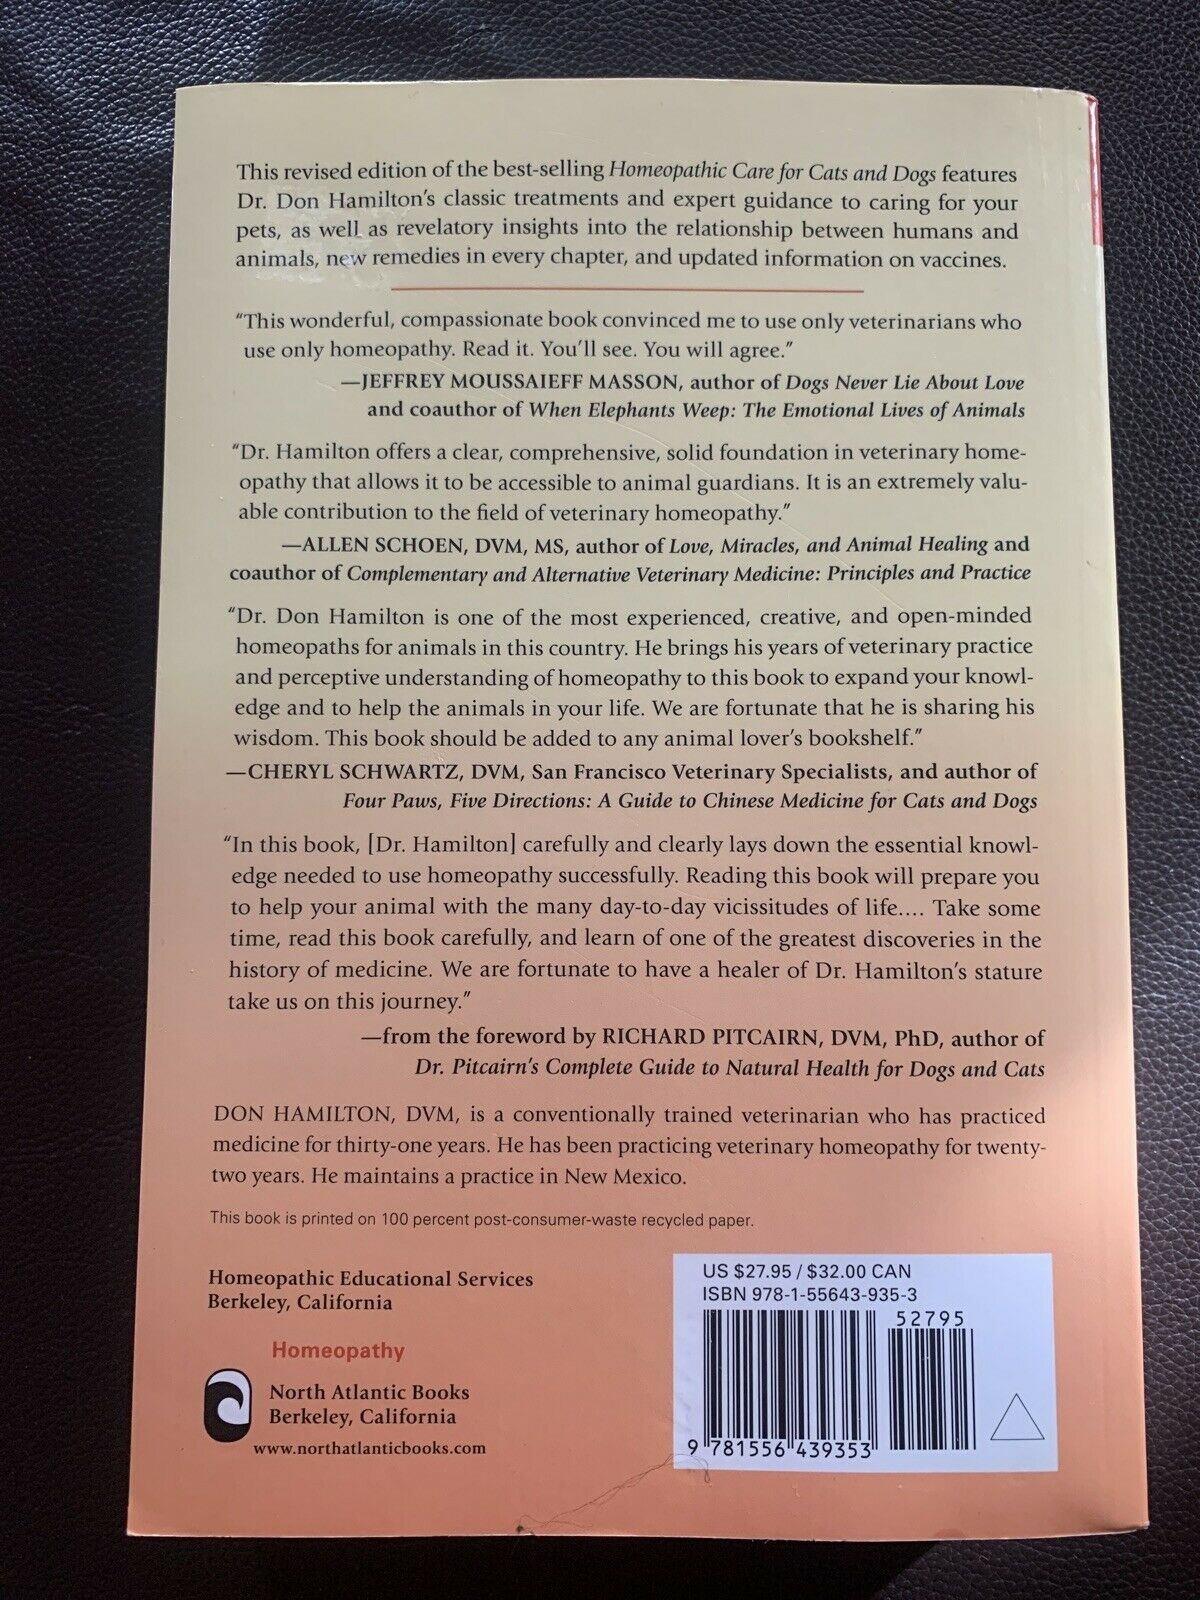 This revised edition of the best-selling Homeopathic Care for Cats and Dogs features
Dr. Don Hamilton's classic treatments and expert guidance to caring for your
pets, as well as revelatory insights into the relationship between humans and
animals, new remedies in every chapter, and updated information on vaccines.
"This wonderful, compassionate book convinced me to use only veterinarians who
use only homeopathy. Read it. You'll see. You will agree."
—JEFFREY MOUSSAIEFF MASSON, author of Dogs Never Lie About Love
and coauthor of When Elephants Weep: The Emotional Lives of Animals
"Dr. Hamilton offers a clear, comprehensive, solid foundation in veterinary home-
opathy that allows it to be accessible to animal guardians. It is an extremely valu-
able contribution to the field of veterinary homeopathy."
—ALLEN SCHOEN, DVM, MS, author of Love, Miracles, and Animal Healing and
coauthor of Complementary and Alternative Veterinary Medicine: Principles and Practice
"Dr. Don Hamilton is one of the most experienced, creative, and open-minded
homeopaths for animals in this country. He brings his years of veterinary practice
and perceptive understanding of homeopathy to this book to expand your knowl-
edge and to help the animals in your life. We are fortunate that he is sharing his
wisdom. This book should be added to any animal lover's bookshelf."
—CHERYL SCHWARTZ, DVM, San Francisco Veterinary Specialists, and author of
Four Paws, Five Directions: A Guide to Chinese Medicine for Cats and Dogs
"In this book, [Dr. Hamilton] carefully and clearly lays down the essential knowl-
edge needed to use homeopathy successfully. Reading this book will prepare you
to help your animal with the many day-to-day vicissitudes of life.... Take some
time, read this book carefully, and learn of one of the greatest discoveries in the
history of medicine. We are fortunate to have a healer of Dr. Hamilton's stature
take us on this journey."
—from the foreword by RICHARD PITCAIRN, DVM, PhD, author of
Dr. Pitcairn's Complete Guide to Natural Health for Dogs and Cats
DON HAMILTON, DVM, is a conventionally trained veterinarian who has practiced
medicine for thirty-one years. He has been practicing veterinary homeopathy for twenty-
two years. He maintains a practice in New Mexico.
This book is printed on 100 percent post-consumer-waste recycled paper.
Homeopathic Educational Services
Berkeley, California
Homeopathy
North Atlantic Books
Berkeley, California
www.northatlanticbooks.com
US $27.95 / $32.00 CAN
ISBN 978-1-55643-935-3
52795
9 781556 439353